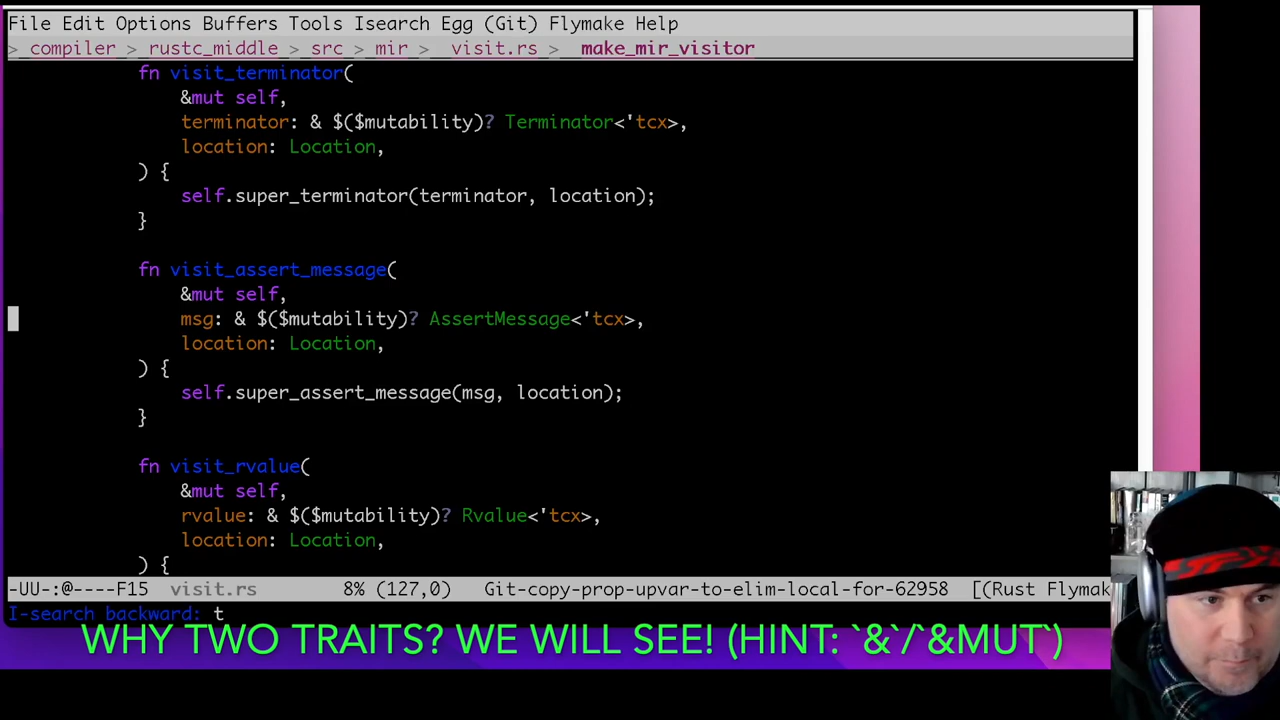 File Edit Options Buffers Tools Isearch Egg (Git) Flymake Help
> compiler > rustc_middle > src > mir > visit.rs > make_mir_visitor
fn visit_terminator(
&mut self,
terminator: & $($mutability)? Terminator<'tcx>,
location: Location,
) {
self.super_terminator(terminator, location);
}
fn visit_assert_message(
&mut self,
msg: & $($mutability)? AssertMessage<'tcx>,
location: Location,
) {
self.super_assert_message(msg, location);
}
fn visit_rvalue(
&mut self,
rvalue: & $($mutability)? Rvalue<'tcx>,
location: Location,
) {
-UU-:@----F15 visit.rs 8% (127,0) Git-copy-prop-upvar-to-elim-local-for-62958 [(Rust Flymak
I-search backward: t
WHY TWO TRAITS? WE WILL SEE! (HINT: `&`/`&MUT`)